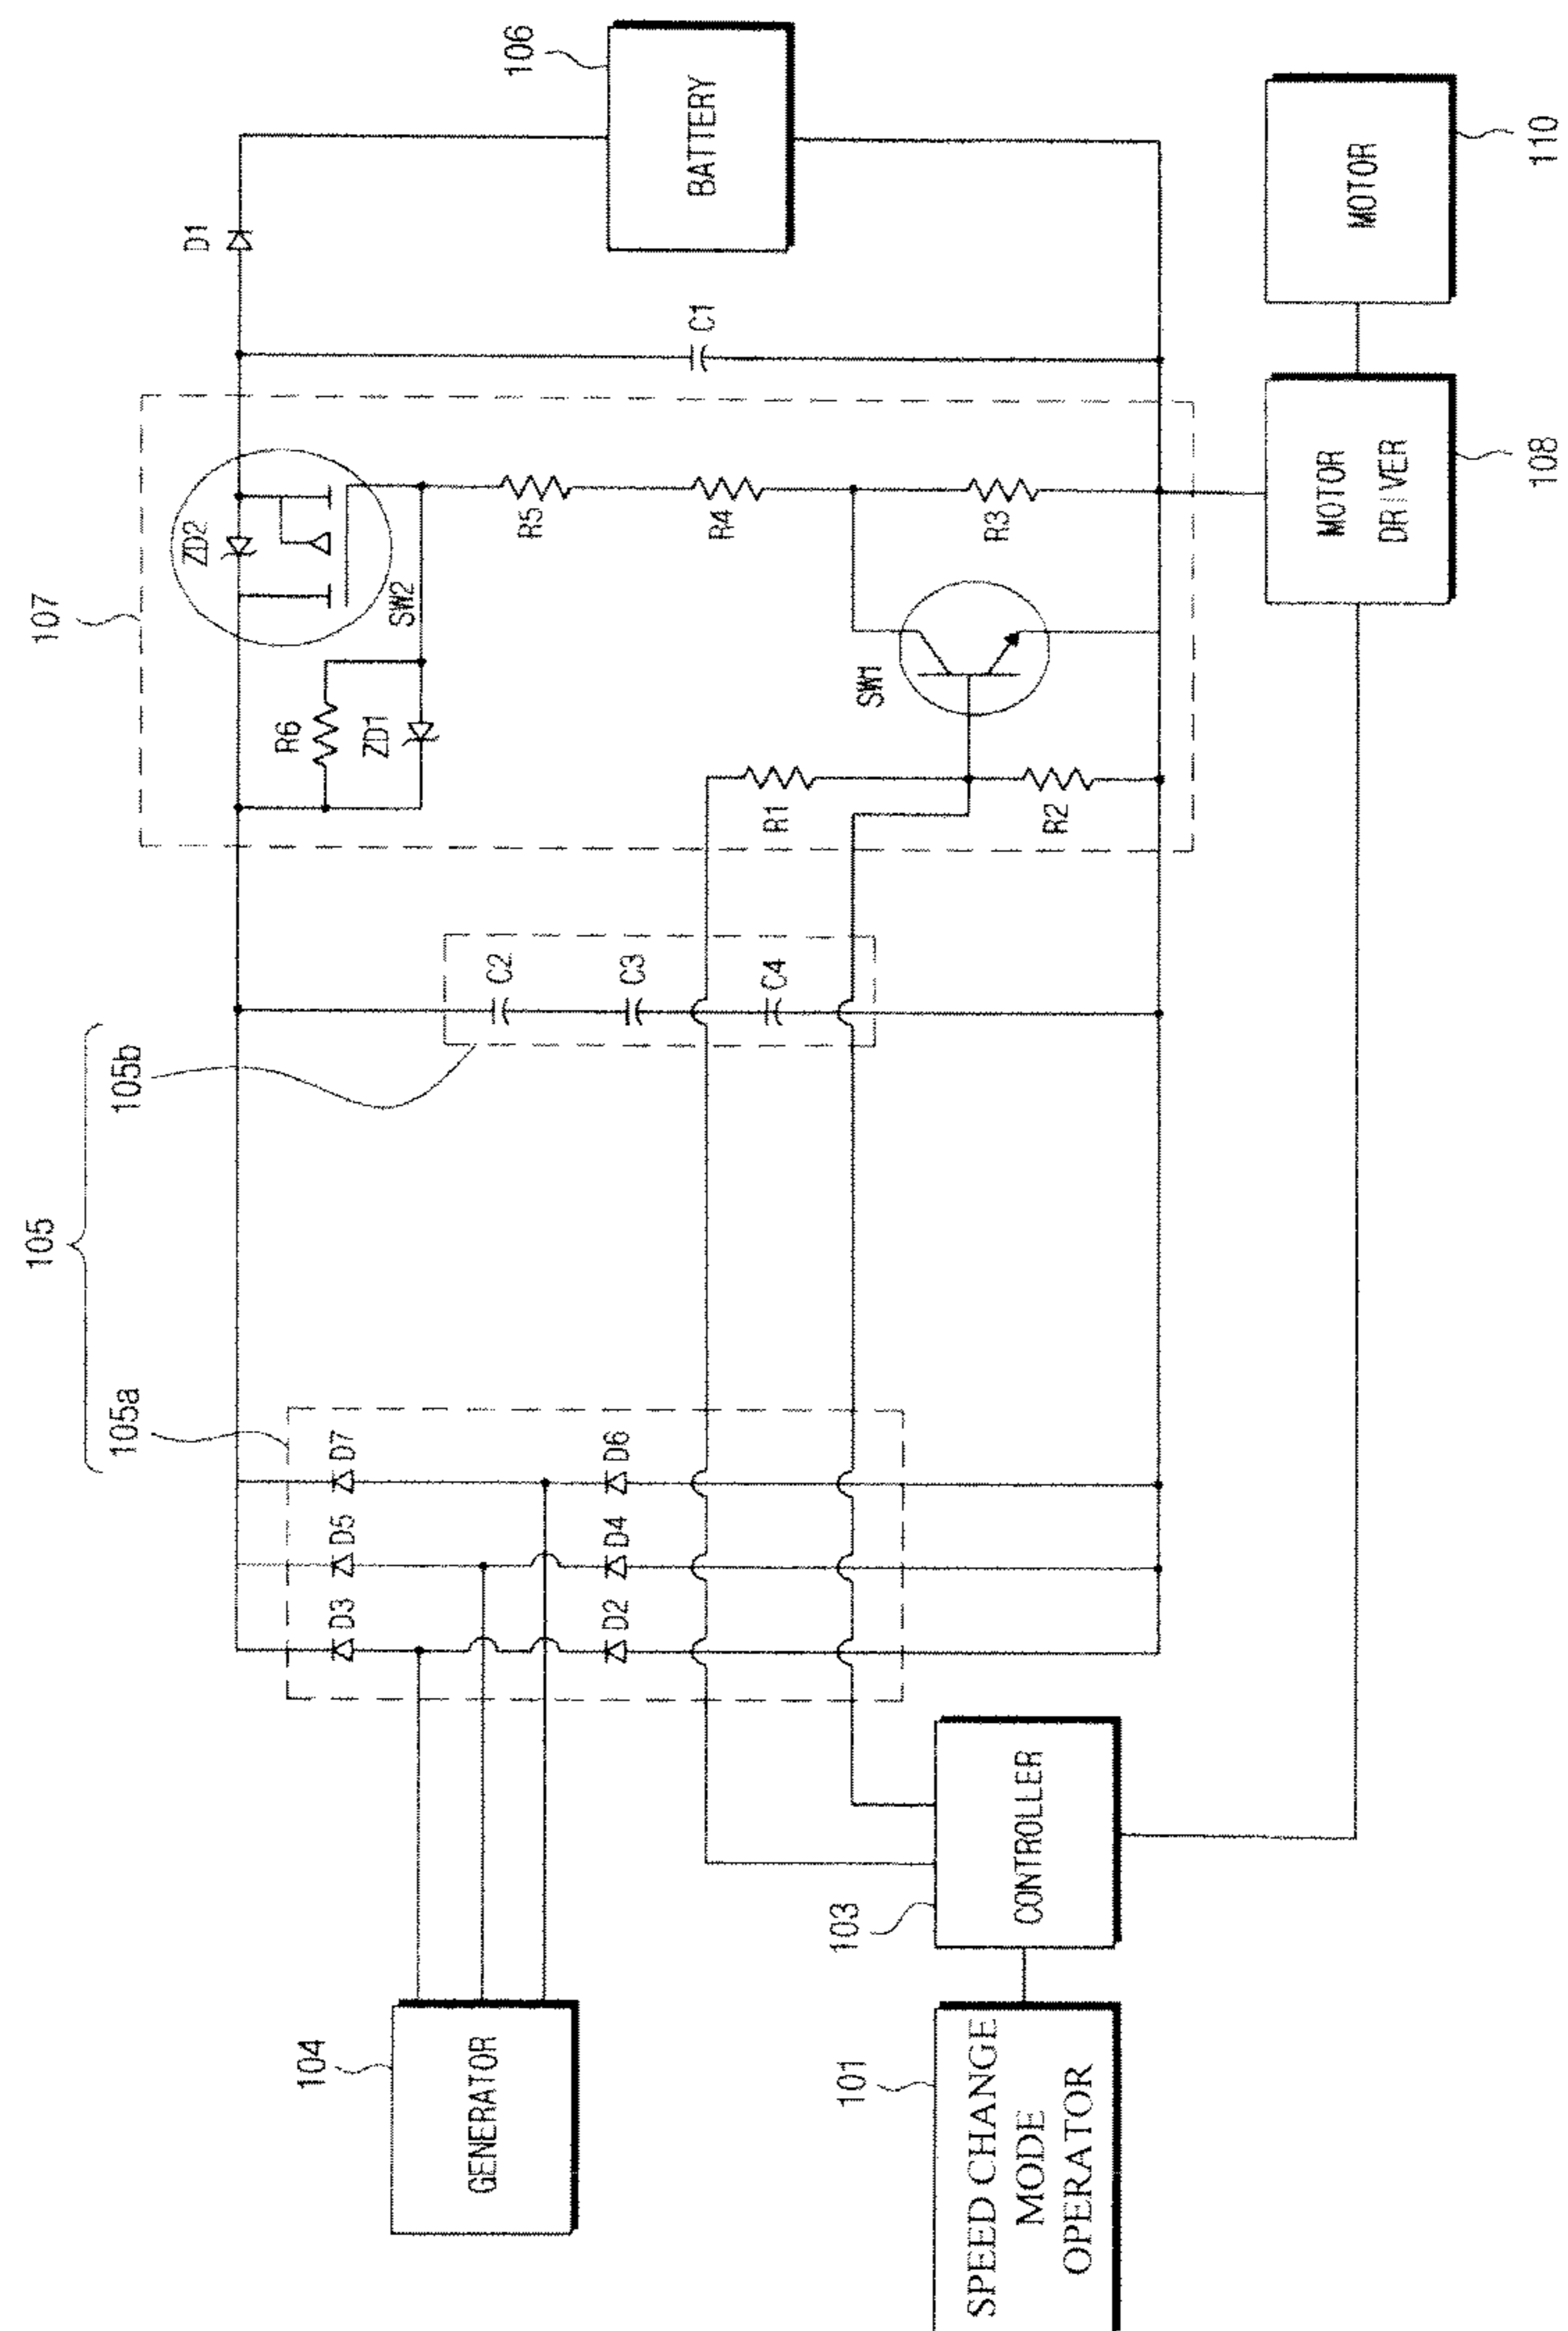 105
105a
105b
107
106
D1
BATTERY
C1
ZD2
SW2
R6
ZD1
R5
R4
R3
SW1
R1
R2
C2
C3
C4
D3
D5
D7
D2
D4
D6
104
GENERATOR
103
CONTROLLER
101
SPEED CHANGE
MODE
OPERATOR
MOTOR
DRIVER
108
MOTOR
110